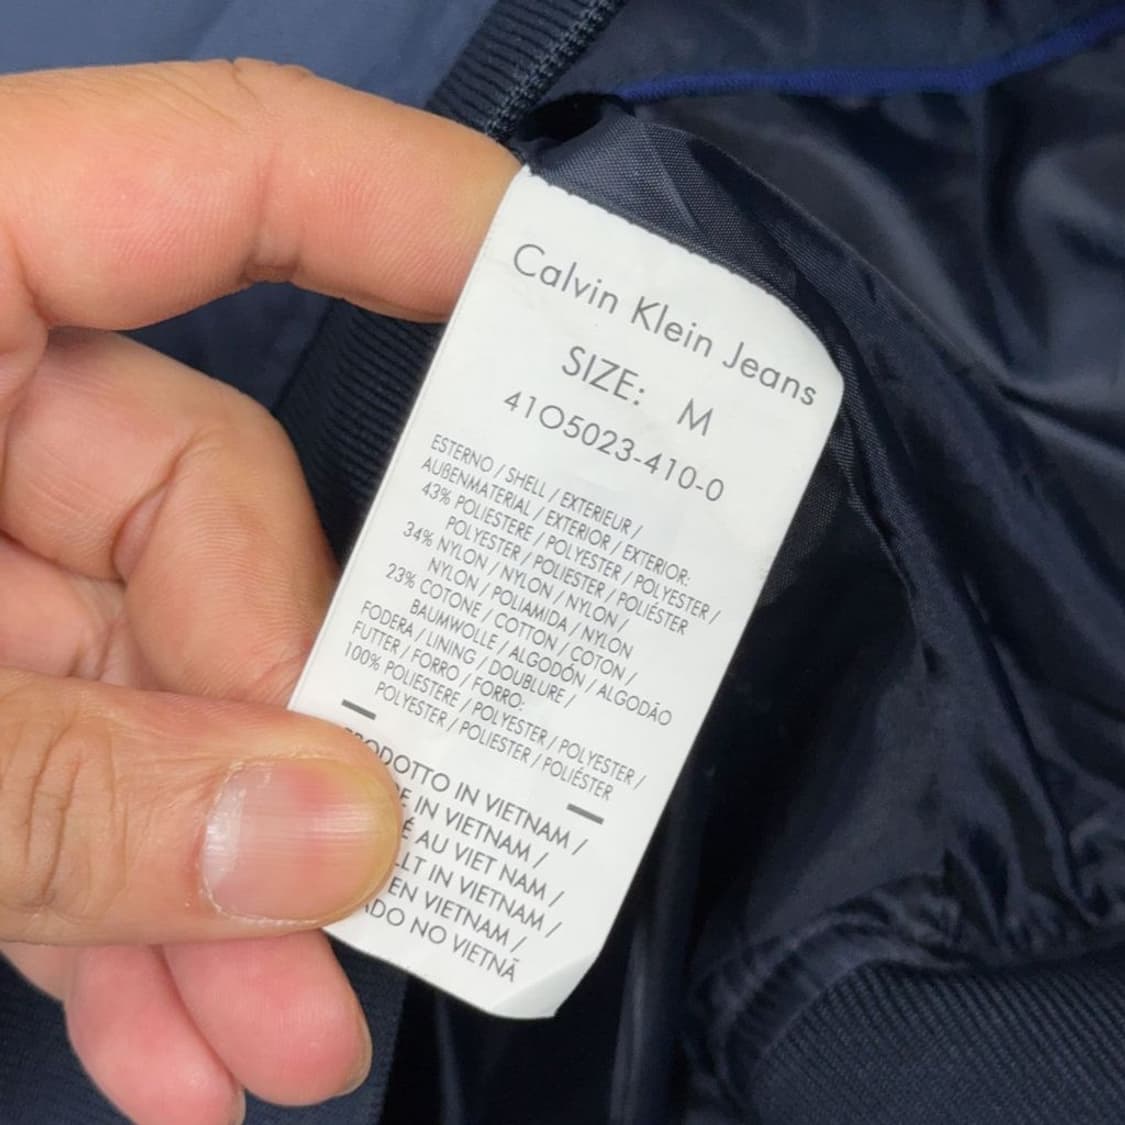 Calvin Klein Jeans
SIZE: M
41O5023-410-0
ESTERNO / SHELL / EXTERIEUR /
AUßENMATERIAL / EXTERIOR / EXTERIOR:
43% POLIESTERE / POLYESTER / POLYESTER /
POLYESTER / POLIESTER / POLIÉSTER
34% NYLON / NYLON / NYLON /
NYLON / POLIAMIDA / NYLON
23% COTONE / COTTON / COTON /
BAUMWOLLE / ALGODÓN / ALGODÃO
FODERA / LINING / DOUBLURE /
FUTTER / FORRO / FORRO:
100% POLIESTERE / POLYESTER / POLYESTER /
POLYESTER / POLIESTER / POLIÉSTER
PRODOTTO IN VIETNAM /
IN VIETNAM /
AU VIET NAM /
IN VIETNAM /
EN VIETNAM /
NO VIETNÃ